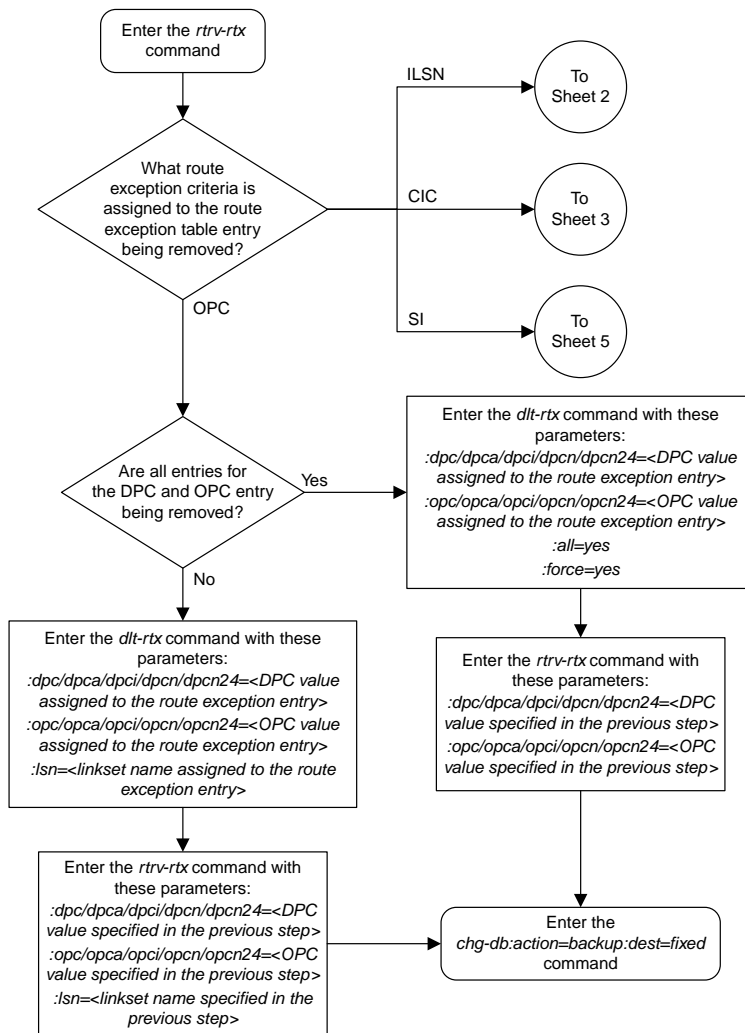 Enter the rtrv-rtx
command
ILSN
To
Sheet 2
What route
exception criteria is
assigned to the route
exception table entry
being removed?
CIC
To
Sheet 3
OPC
SI
To
Sheet 5
Are all entries for
the DPC and OPC entry
being removed?
Yes
Enter the dlt-rtx command with these
parameters:
:dpc/dpca/dpci/dpcn/dpcn24=<DPC value
assigned to the route exception entry>
:opc/opca/opci/opcn/opcn24=<OPC value
assigned to the route exception entry>
:all=yes
:force=yes
No
Enter the dlt-rtx command with these
parameters:
:dpc/dpca/dpci/dpcn/dpcn24=<DPC value
assigned to the route exception entry>
:opc/opca/opci/opcn/opcn24=<OPC value
assigned to the route exception entry>
:lsn=<linkset name assigned to the route
exception entry>
Enter the rtrv-rtx command with
these parameters:
:dpc/dpca/dpci/dpcn/dpcn24=<DPC
value specified in the previous step>
:opc/opca/opci/opcn/opcn24=<OPC
value specified in the previous step>
Enter the rtrv-rtx command with
these parameters:
:dpc/dpca/dpci/dpcn/dpcn24=<DPC
value specified in the previous step>
:opc/opca/opci/opcn/opcn24=<OPC
value specified in the previous step>
:lsn=<linkset name specified in the
previous step>
Enter the
chg-db:action=backup:dest=fixed
command